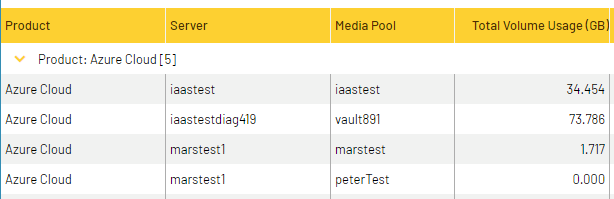 Product Server Media Pool Total Volume Usage (GB)
Product: Azure Cloud [5]
Azure Cloud iaastest iaastest 34.454
Azure Cloud iaastestdiag419 vault891 73.786
Azure Cloud marstest1 marstest 1.717
Azure Cloud marstest1 peterTest 0.000